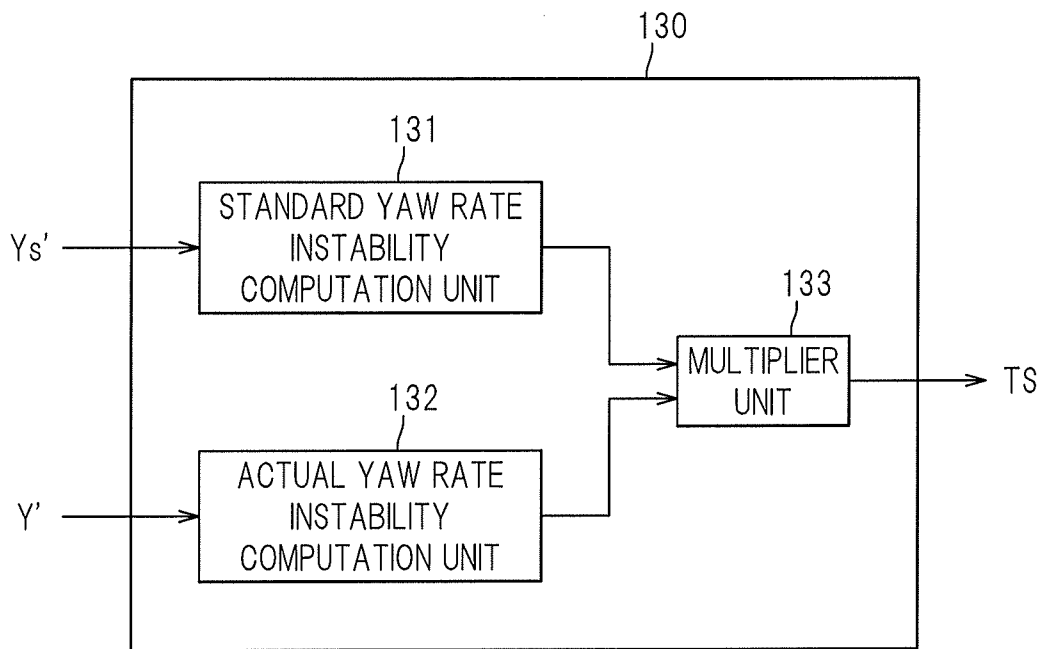 130
131
STANDARD YAW RATE
INSTABILITY
COMPUTATION UNIT
Ys'
133
MULTIPLIER
UNIT
TS
132
ACTUAL YAW RATE
INSTABILITY
COMPUTATION UNIT
Y'